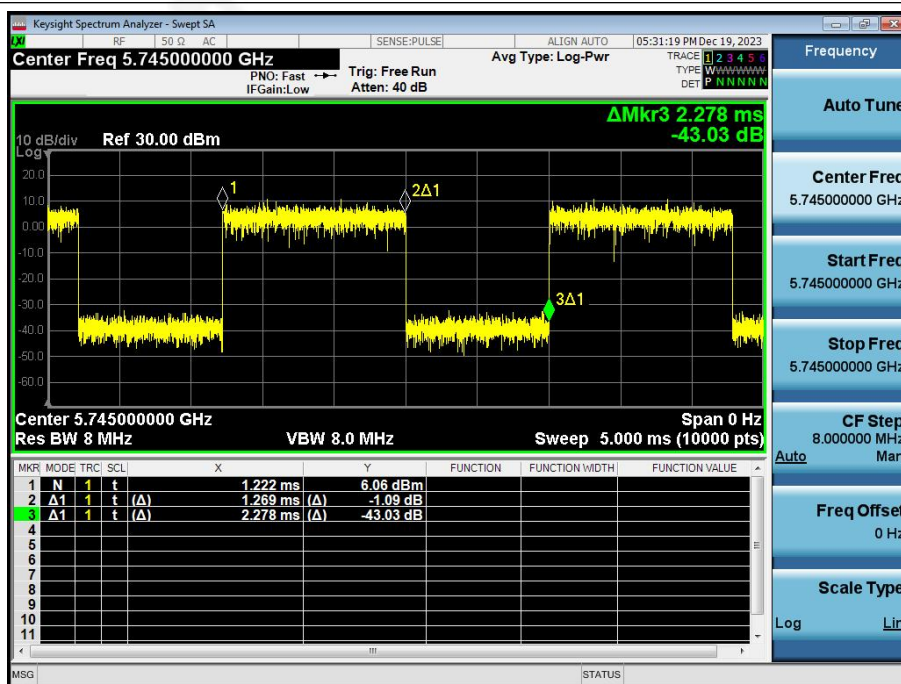 Keysight Spectrum Analyzer - Swept SA
LXI RF 50 Ω AC SENSE:PULSE ALIGN AUTO 05:31:19 PM Dec 19, 2023
Center Freq 5.745000000 GHz
Avg Type: Log-Pwr
TRACE 1 2 3 4 5 6
PNO: Fast Trig: Free Run
TYPE W
IFGain:Low Atten: 40 dB
DET P N N N N N
ΔMkr3 2.278 ms
-43.03 dB
10 dB/div Ref 30.00 dBm
Log
20.0
10.0
0.00
-10.0
-20.0
-30.0
-40.0
-50.0
-60.0
1
2Δ1
3Δ1
Center 5.745000000 GHz Span 0 Hz
Res BW 8 MHz VBW 8.0 MHz Sweep 5.000 ms (10000 pts)
MKR MODE TRC SCL X Y FUNCTION FUNCTION WIDTH FUNCTION VALUE
1 N 1 t 1.222 ms 6.06 dBm
2 Δ1 1 t (Δ) 1.269 ms (Δ) -1.09 dB
3 Δ1 1 t (Δ) 2.278 ms (Δ) -43.03 dB
4
5
6
7
8
9
10
11
MSG STATUS
Frequency
Auto Tune
Center Freq
5.745000000 GHz
Start Freq
5.745000000 GHz
Stop Freq
5.745000000 GHz
CF Step
8.000000 MHz
Auto Man
Freq Offset
0 Hz
Scale Type
Log Lin